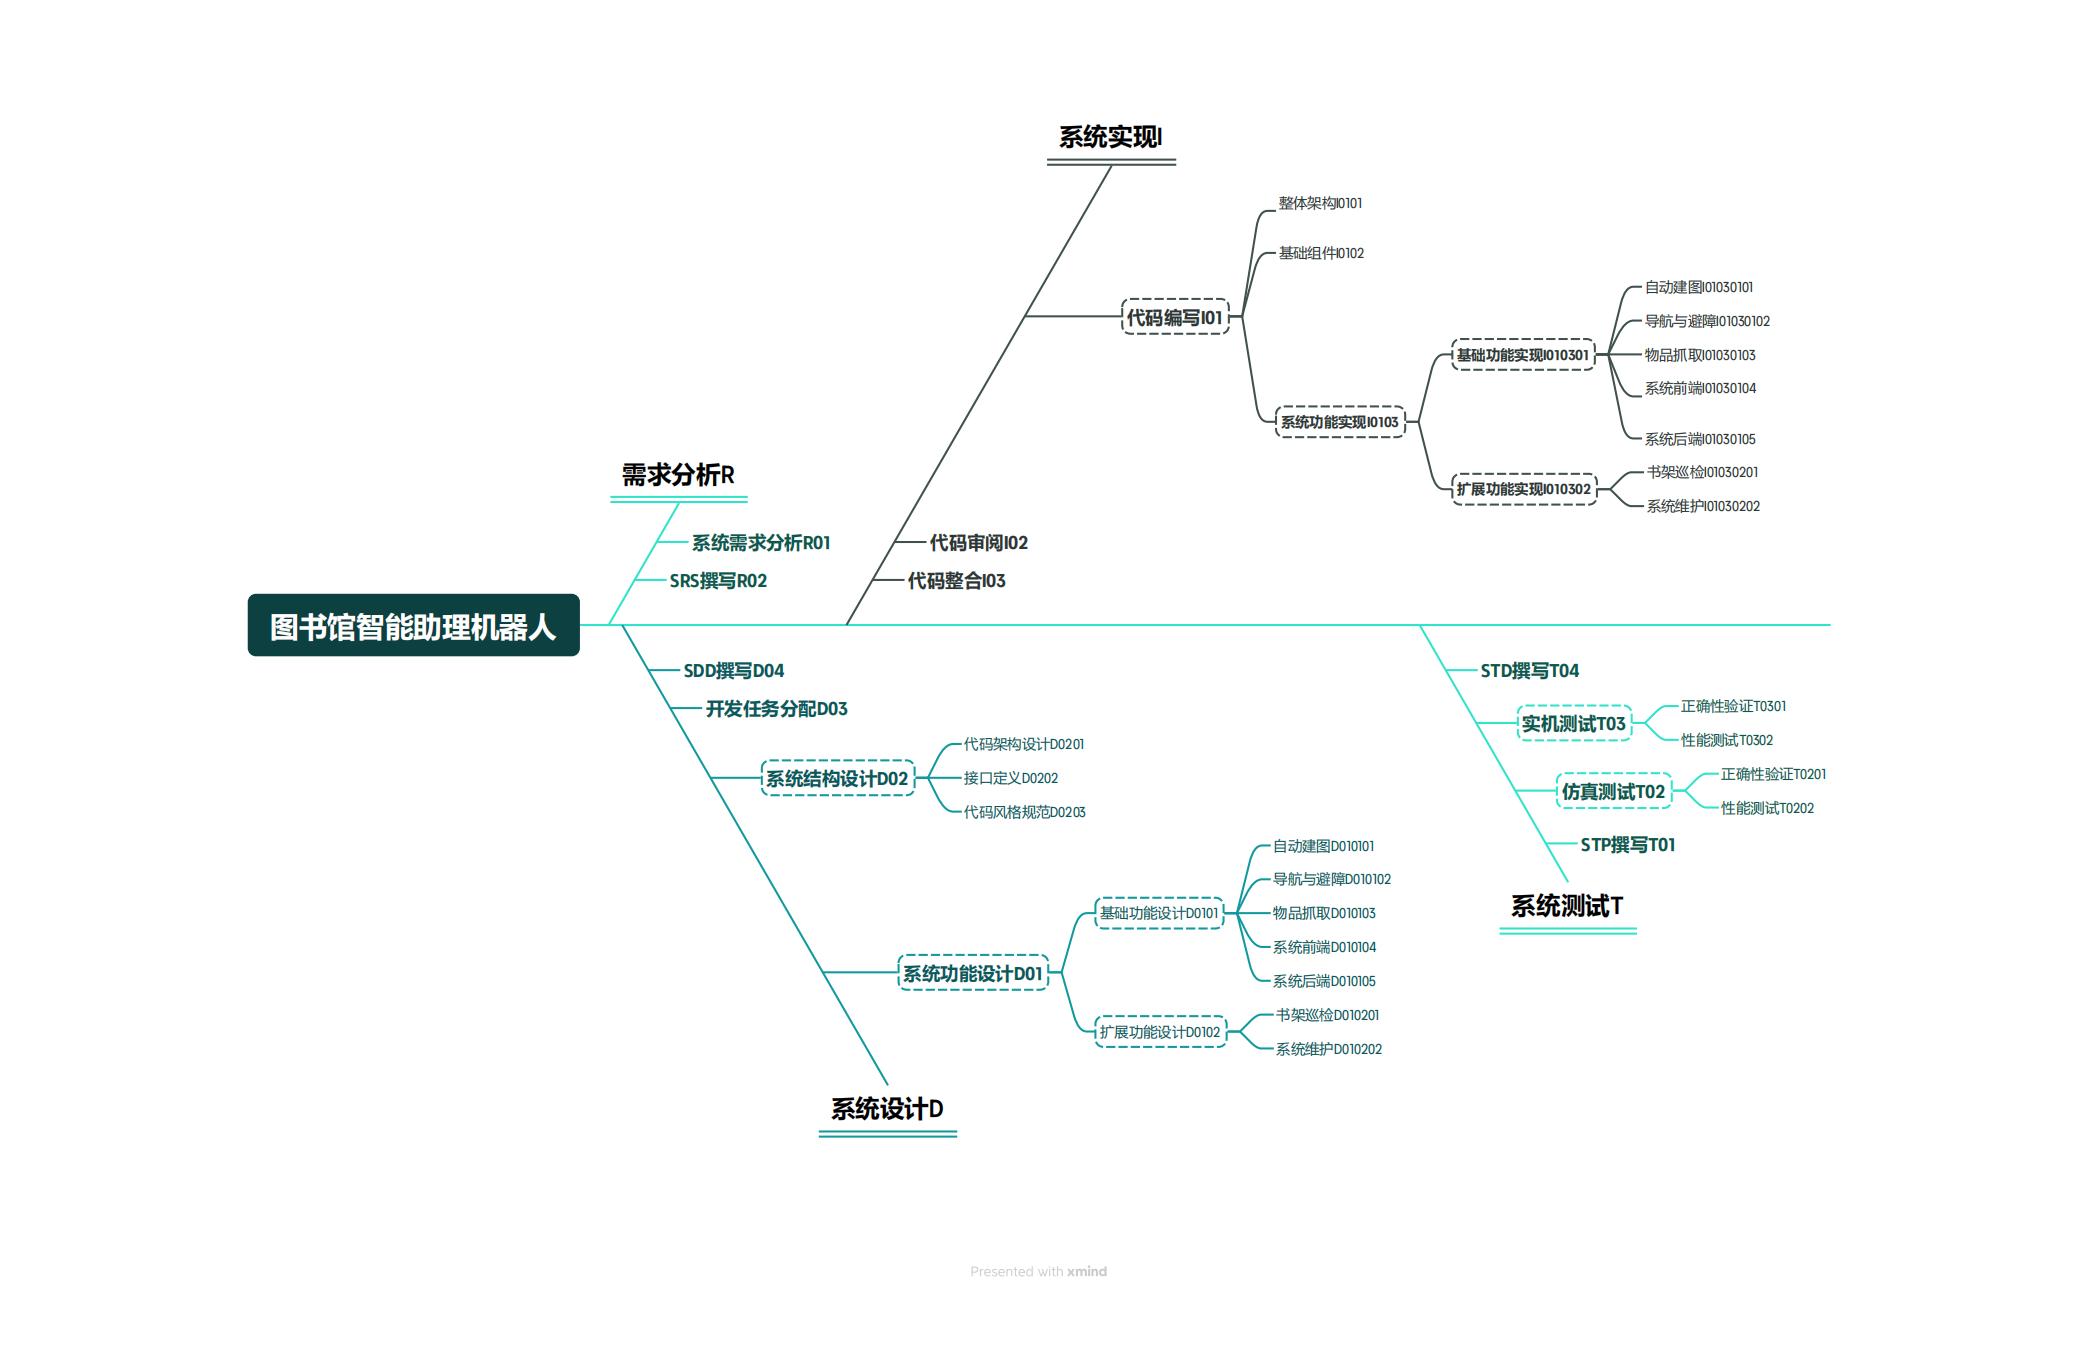 系统实现I
整体架构I0101
基础组件I0102
代码编写I01
自动建图I01030101
导航与避障I01030102
基础功能实现I010301
物品抓取I01030103
系统前端I01030104
系统功能实现I0103
系统后端I01030105
书架巡检I01030201
扩展功能实现I010302
系统维护I01030202
需求分析R
系统需求分析R01
SRS撰写R02
代码审阅I02
代码整合I03
图书馆智能助理机器人
SDD撰写D04
开发任务分配D03
系统结构设计D02
代码架构设计D0201
接口定义D0202
代码风格规范D0203
自动建图D010101
导航与避障D010102
基础功能设计D0101
物品抓取D010103
系统前端D010104
系统功能设计D01
系统后端D010105
书架巡检D010201
扩展功能设计D0102
系统维护D010202
系统设计D
STD撰写T04
实机测试T03
正确性验证T0301
性能测试T0302
仿真测试T02
正确性验证T0201
性能测试T0202
STP撰写T01
系统测试T
Presented with xmind